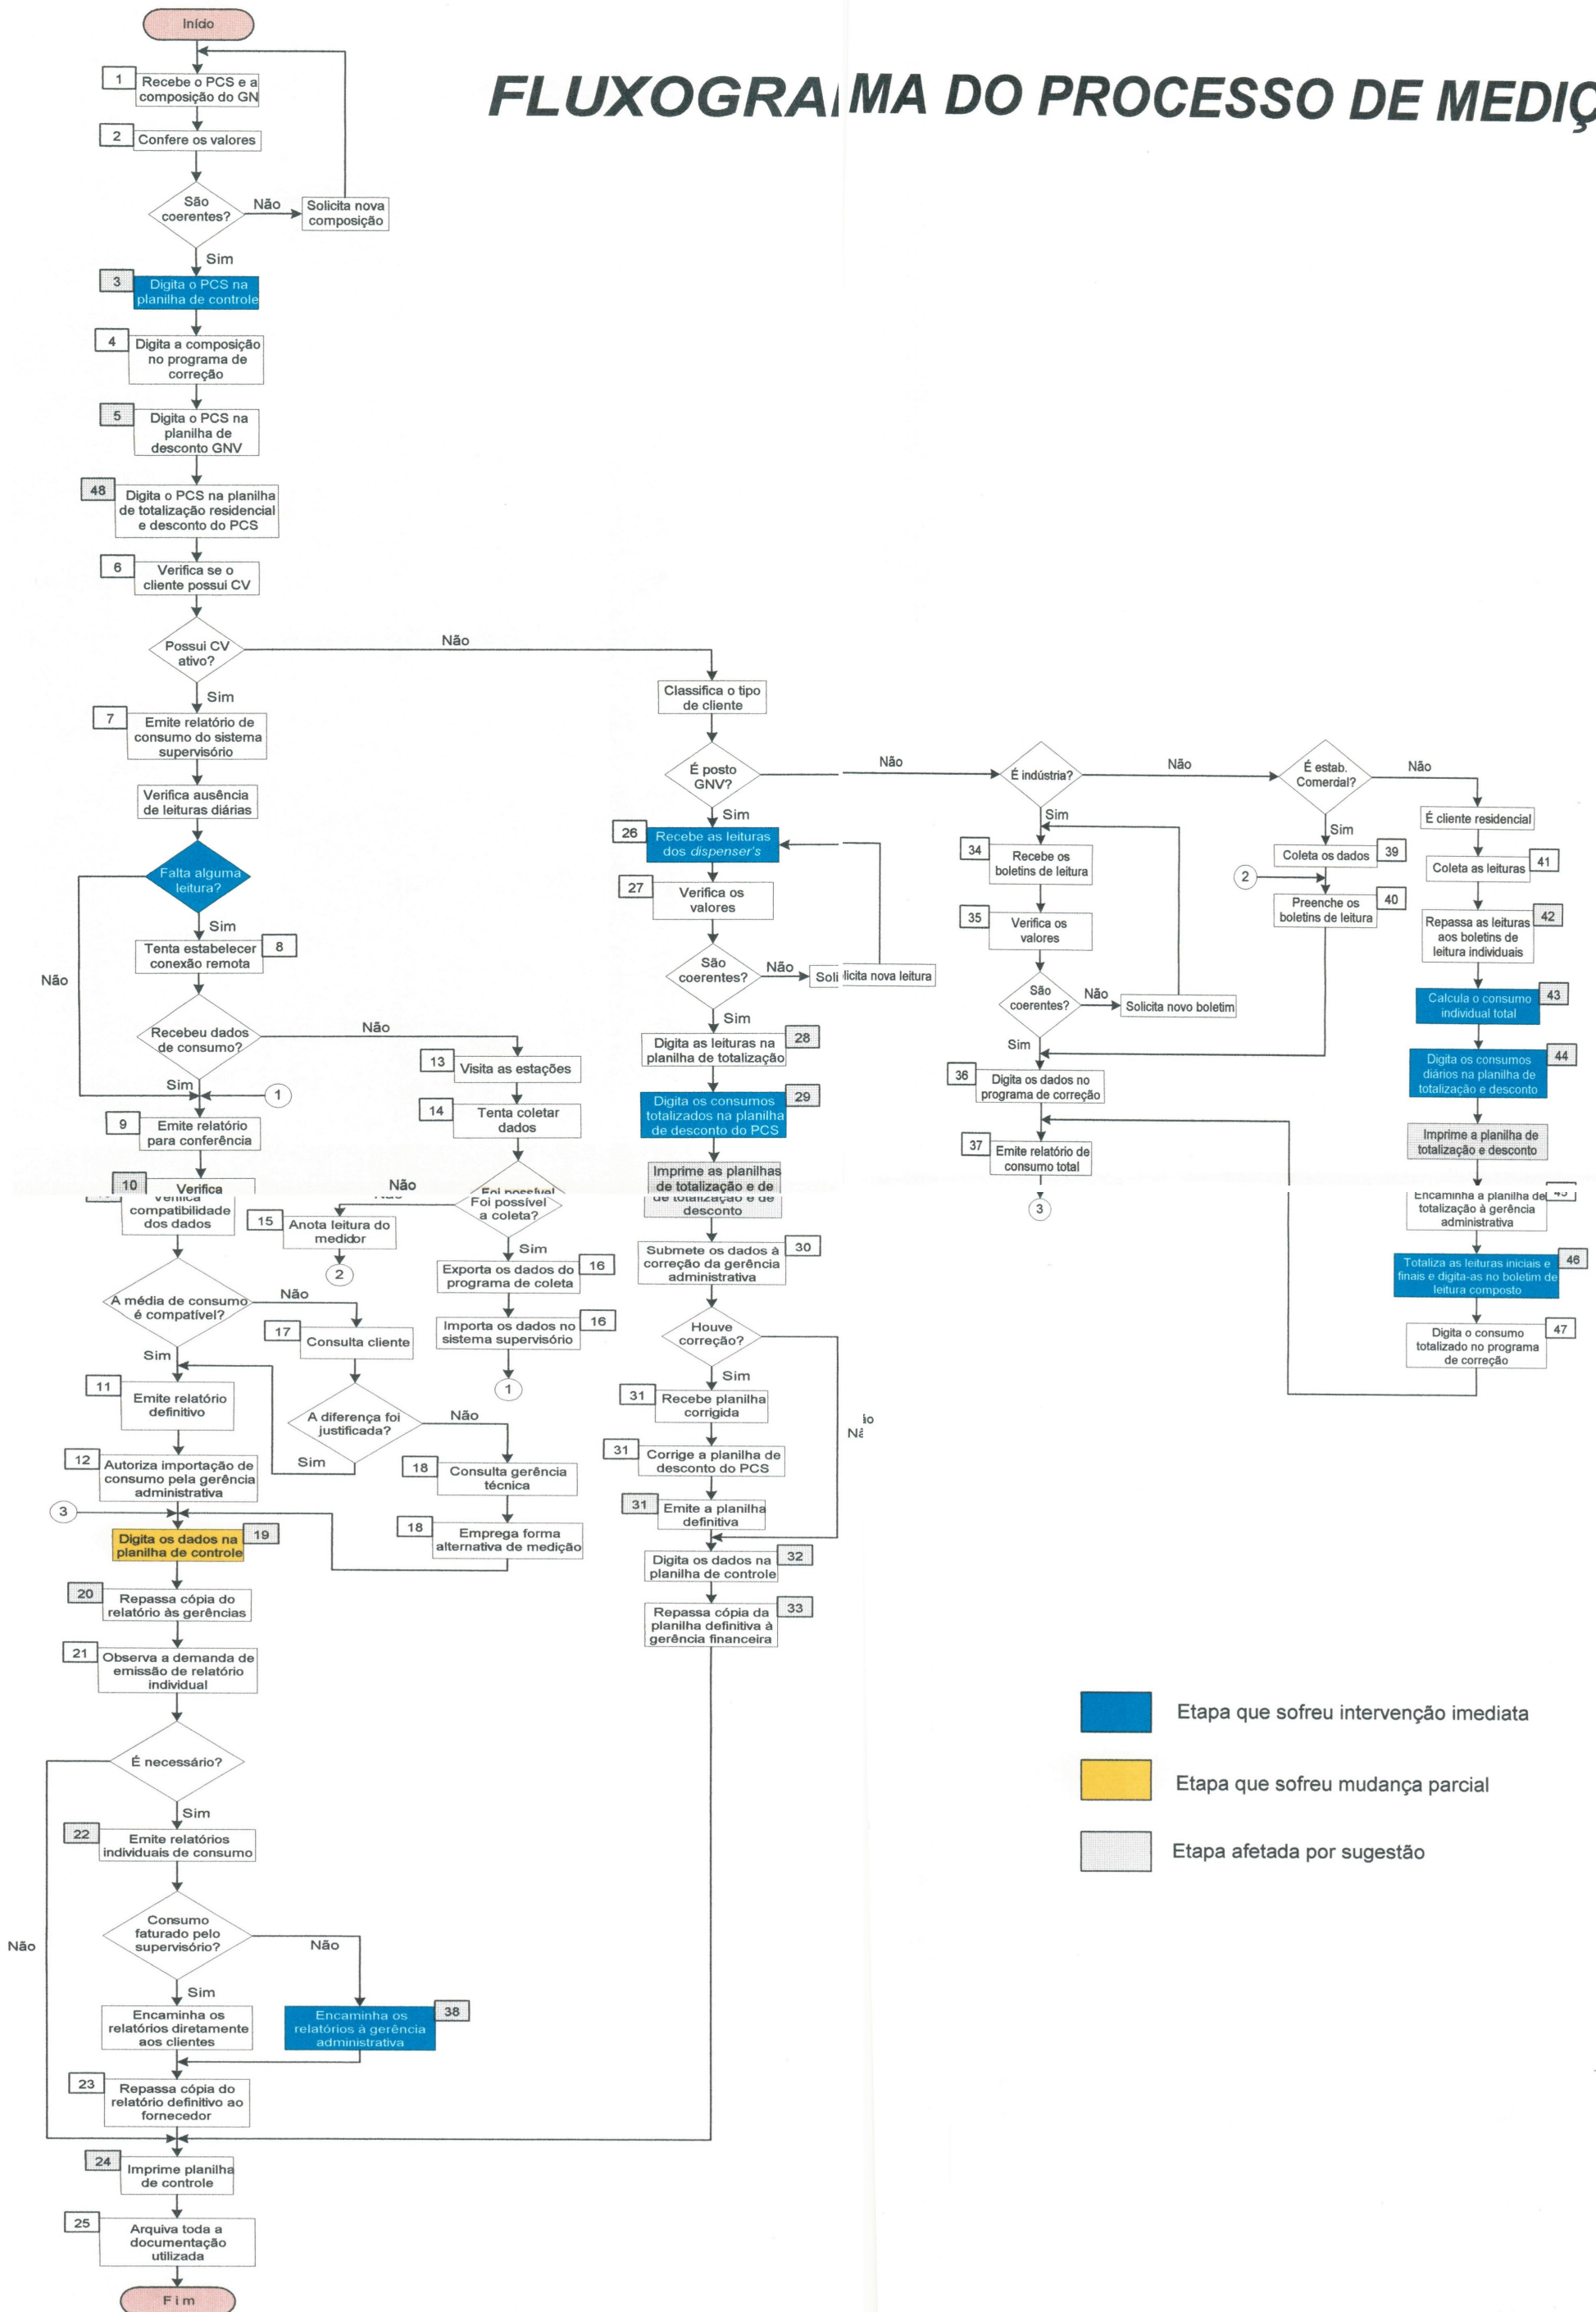 FLUXOGRAMA DO PROCESSO DE MEDIÇ
Início
1
Recebe o PCS e a
composição do GN
2
Confere os valores
São
coerentes?
Não
Solicita nova
composição
Sim
3
Digita o PCS na
planilha de controle
4
Digita a composição
no programa de
correção
5
Digita o PCS na
planilha de
desconto GNV
48
Digita o PCS na planilha
de totalização residencial
e desconto do PCS
6
Verifica se o
cliente possui CV
Possui CV
ativo?
Não
Sim
7
Emite relatório de
consumo do sistema
supervisório
Verifica ausência
de leituras diárias
Falta alguma
leitura?
Sim
Não
Tenta estabelecer
conexão remota
8
Recebeu dados
de consumo?
Não
Sim
1
9
Emite relatório
para conferência
10
Verifica
Verifica
compatibilidade
dos dados
A média de consumo
é compatível?
Não
Sim
11
Emite relatório
definitivo
12
Autoriza importação de
consumo pela gerência
administrativa
3
Digita os dados na
planilha de controle
19
20
Repassa cópia do
relatório às gerências
21
Observa a demanda de
emissão de relatório
individual
É necessário?
Sim
Não
22
Emite relatórios
individuais de consumo
Consumo
faturado pelo
supervisório?
Não
Sim
Encaminha os
relatórios diretamente
aos clientes
Encaminha os
relatórios à gerência
administrativa
38
23
Repassa cópia do
relatório definitivo ao
fornecedor
24
Imprime planilha
de controle
25
Arquiva toda a
documentação
utilizada
Fim
13
Visita as estações
14
Tenta coletar
dados
Não
Foi possível
Foi possível
a coleta?
15
Anota leitura do
medidor
2
Sim
Exporta os dados do
programa de coleta
16
Importa os dados no
sistema supervisório
16
1
17
Consulta cliente
A diferença foi
justificada?
Não
Sim
18
Consulta gerência
técnica
18
Emprega forma
alternativa de medição
Classifica o tipo
de cliente
É posto
GNV?
Não
Sim
26
Recebe as leituras
dos dispenser's
27
Verifica os
valores
São
coerentes?
Não
Solilicita nova leitura
Sim
Digita as leituras na
planilha de totalização
28
Digita os consumos
totalizados na planilha
de desconto do PCS
29
Imprime as planilhas
de totalização e de
de totalização e de
desconto
Submete os dados à
correção da gerência
administrativa
30
Houve
correção?
Sim
31
Recebe planilha
corrigida
31
Corrige a planilha de
desconto do PCS
31
Emite a planilha
definitiva
Digita os dados na
planilha de controle
32
Repassa cópia da
planilha definitiva à
gerência financeira
33
É indústria?
Não
Sim
34
Recebe os
boletins de leitura
35
Verifica os
valores
São
coerentes?
Não
Solicita novo boletim
Sim
36
Digita os dados no
programa de correção
37
Emite relatório de
consumo total
3
É estab.
Comercial?
Não
Sim
Coleta os dados
39
2
Preenche os
boletins de leitura
40
É cliente residencial
Coleta as leituras
41
Repassa as leituras
aos boletins de
leitura individuais
42
Calcula o consumo
individual total
43
Digita os consumos
diários na planilha de
totalização e desconto
44
Imprime a planilha de
totalização e desconto
Encaminha a planilha de
totalização à gerência
administrativa
45
Totaliza as leituras iniciais e
finais e digita-as no boletim de
leitura composto
46
Digita o consumo
totalizado no programa
de correção
47
Etapa que sofreu intervenção imediata
Etapa que sofreu mudança parcial
Etapa afetada por sugestão